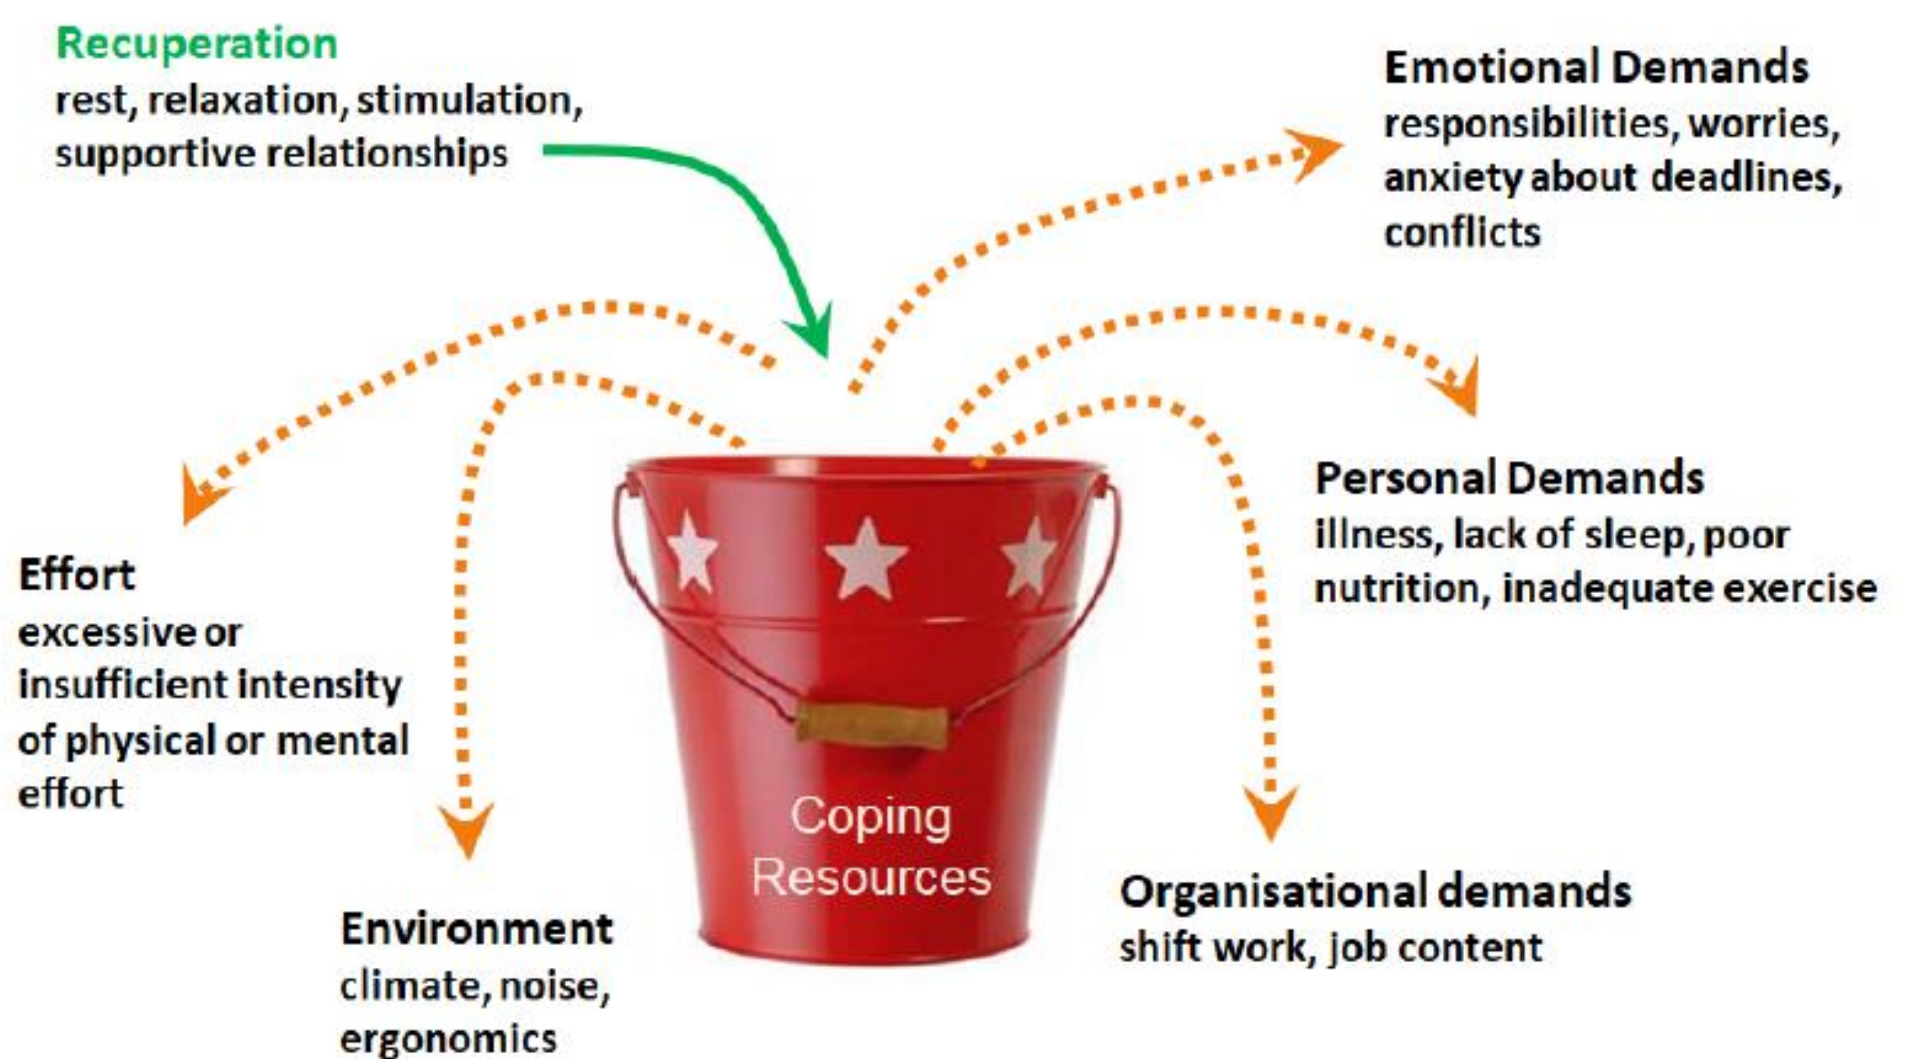 Recuperation
rest, relaxation, stimulation,
supportive relationships
Emotional Demands
responsibilities, worries,
anxiety about deadlines,
conflicts
Personal Demands
illness, lack of sleep, poor
nutrition, inadequate exercise
Effort
excessive or
insufficient intensity
of physical or mental
effort
Coping
Resources
Organisational demands
shift work, job content
Environment
climate, noise,
ergonomics